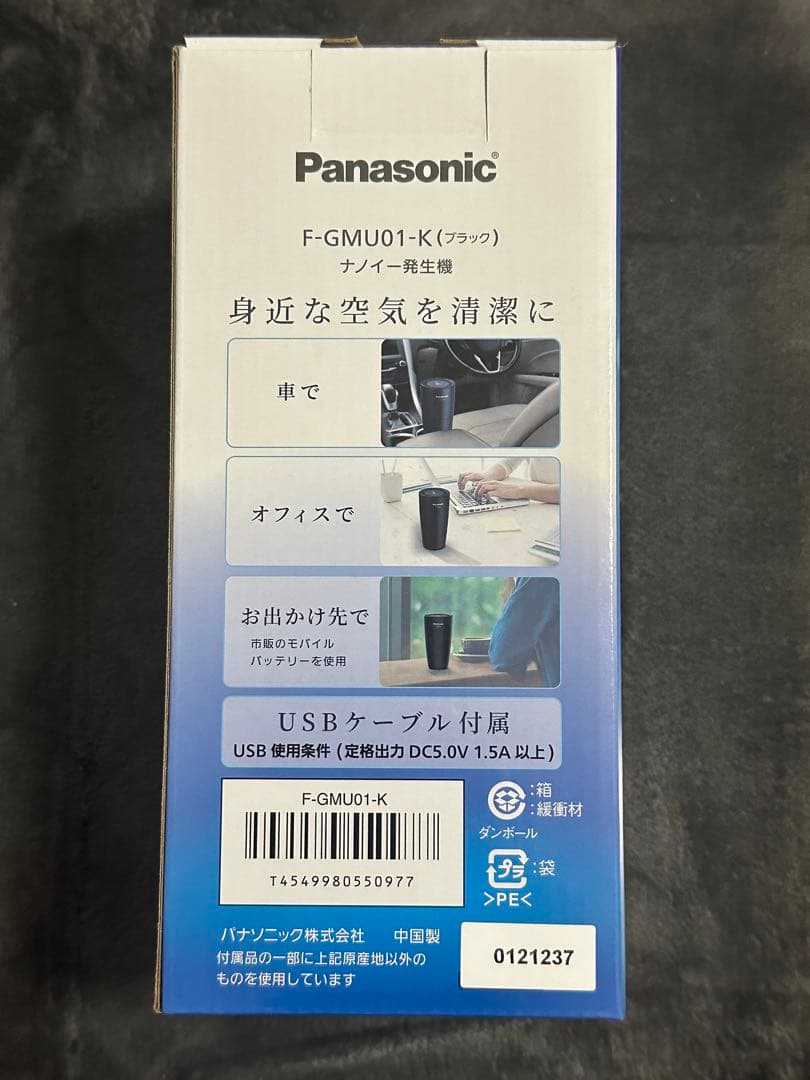 Panasonic®
F-GMU01-K(ブラック)
ナノイー発生機
身近な空気を清潔に
車で
オフィスで
お出かけ先で
市販のモバイル
バッテリーを使用
USBケーブル付属
USB 使用条件 (定格出力 DC5.0V 1.5A 以上)
F-GMU01-K
T4549980550977
:箱
:緩衝材
ダンボール
プラ
:袋
>PE<
パナソニック株式会社 中国製
付属品の一部に上記原産地以外の
ものを使用しています
0121237